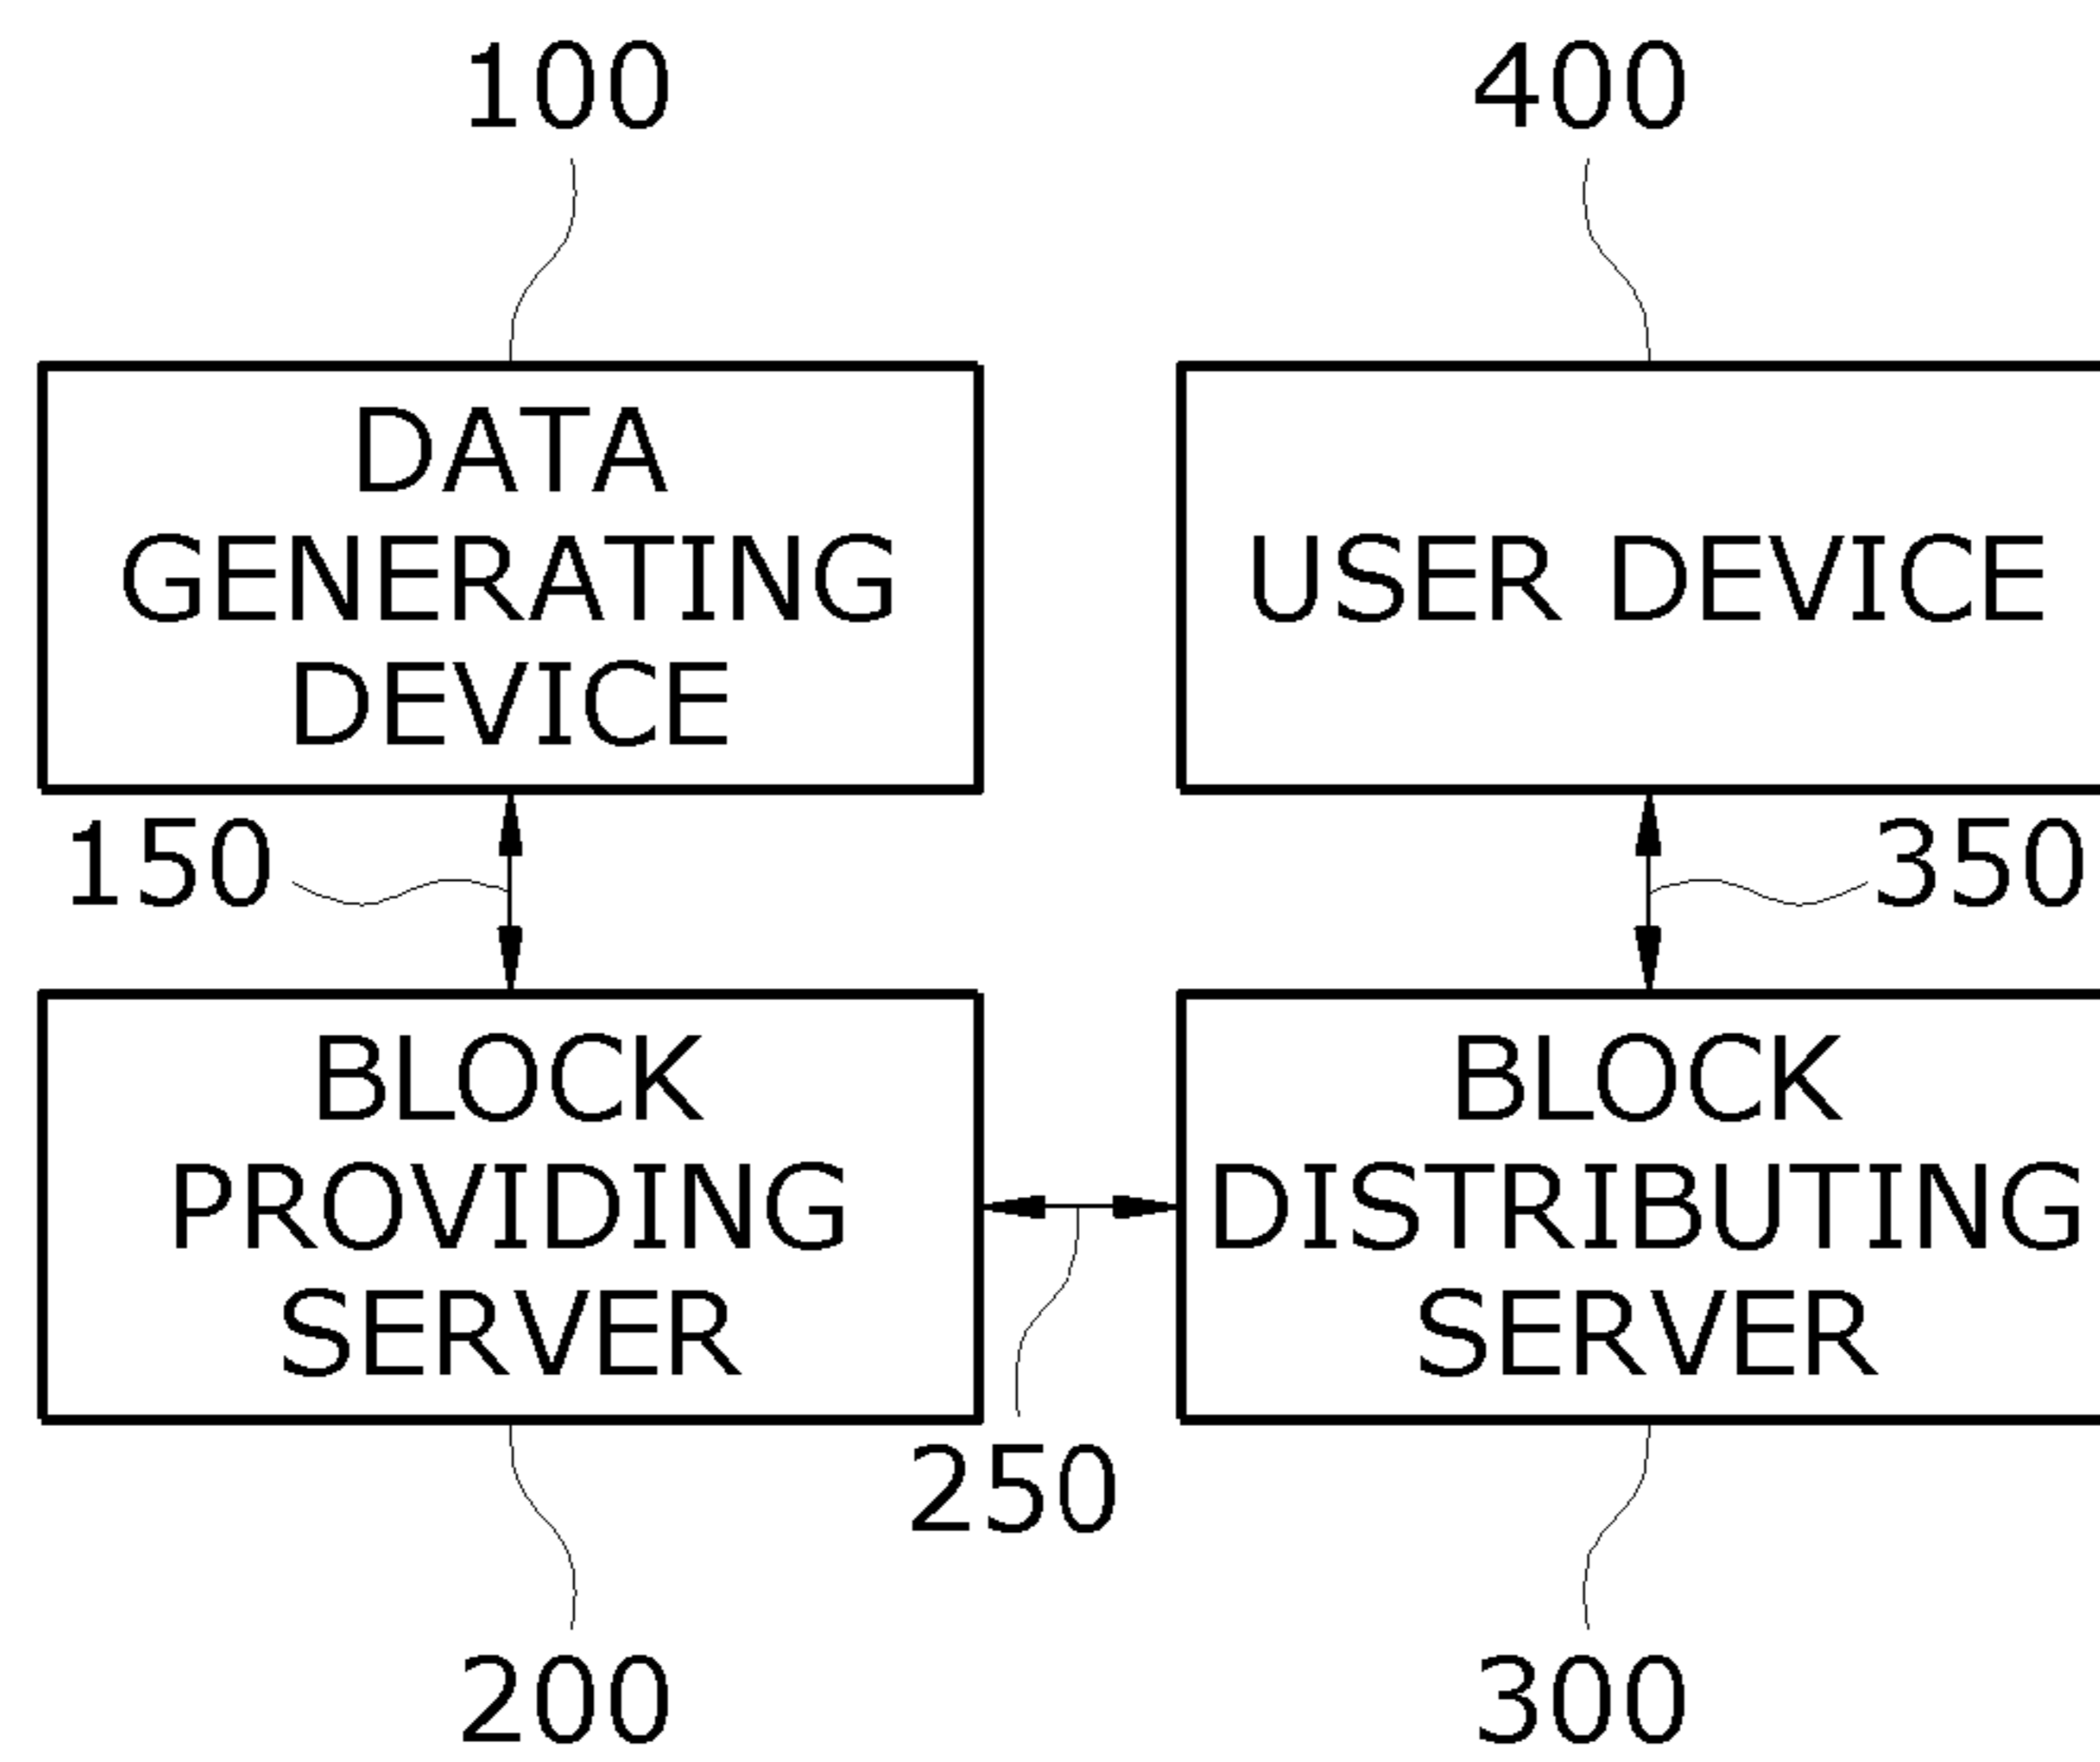 100
400
DATA
GENERATING
DEVICE
USER DEVICE
150
350
BLOCK
PROVIDING
SERVER
BLOCK
DISTRIBUTING
SERVER
250
200
300